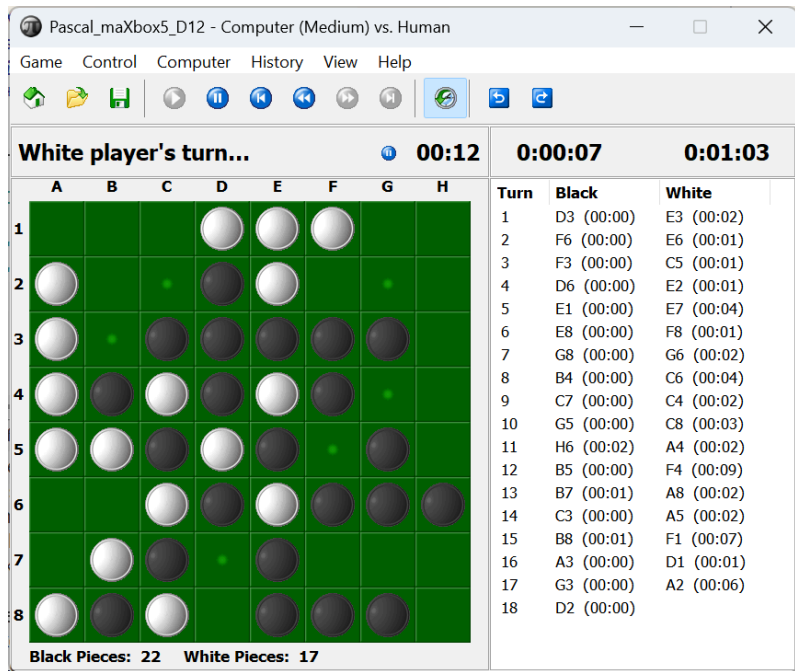 Pascal_maXbox5_D12 - Computer (Medium) vs. Human
Game Control Computer History View Help
White player's turn... 00:12 0:00:07 0:01:03
A B C D E F G H
1
2
3
4
5
6
7
8
Black Pieces: 22 White Pieces: 17
Turn Black White
1 D3 (00:00) E3 (00:02)
2 F6 (00:00) E6 (00:01)
3 F3 (00:00) C5 (00:01)
4 D6 (00:00) E2 (00:01)
5 E1 (00:00) E7 (00:04)
6 E8 (00:00) F8 (00:01)
7 G8 (00:00) G6 (00:02)
8 B4 (00:00) C6 (00:04)
9 C7 (00:00) C4 (00:02)
10 G5 (00:00) C8 (00:03)
11 H6 (00:02) A4 (00:02)
12 B5 (00:00) F4 (00:09)
13 B7 (00:01) A8 (00:02)
14 C3 (00:00) A5 (00:02)
15 B8 (00:01) F1 (00:07)
16 A3 (00:00) D1 (00:01)
17 G3 (00:00) A2 (00:06)
18 D2 (00:00)